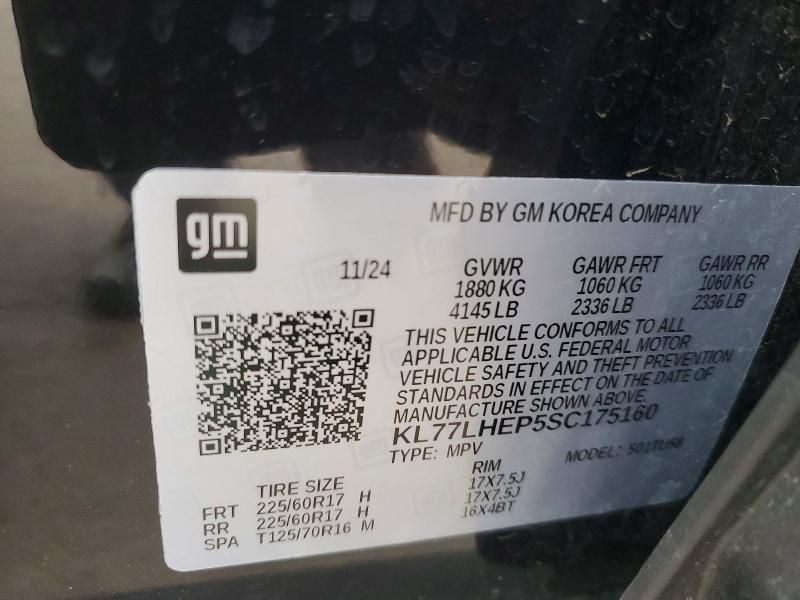 gm
MFD BY GM KOREA COMPANY
11/24 GVWR GAWR FRT GAWR RR
1880 KG 1060 KG 1060 KG
4145 LB 2336 LB 2336 LB
THIS VEHICLE CONFORMS TO ALL
APPLICABLE U.S. FEDERAL MOTOR
VEHICLE SAFETY AND THEFT PREVENTION
STANDARDS IN EFFECT ON THE DATE OF
MANUFACTURE SHOWN ABOVE.
KL77LHEP5SC175160
TYPE: MPV MODEL:
TIRE SIZE RIM
FRT 225/60R17 H 17X7.5J
RR 225/60R17 H 17X7.5J
SPA T125/70R16 M 16X4BT